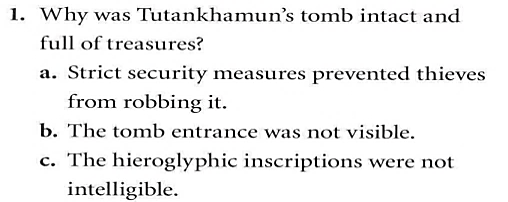 1. Why was Tutankhamun's tomb intact and
full of treasures?
a. Strict security measures prevented thieves
from robbing it.
b. The tomb entrance was not visible.
c. The hieroglyphic inscriptions were not
intelligible.